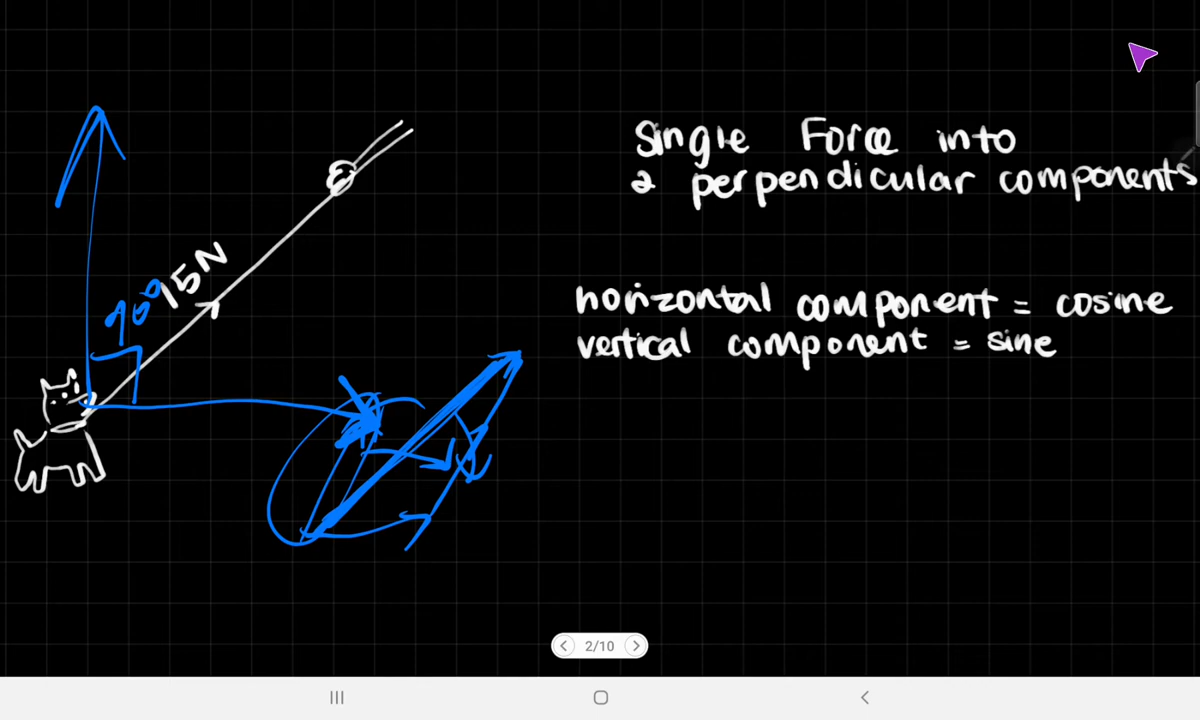 Single Force into
2 perpendicular components
90°
15N
horizontal component = cosine
vertical component = sine
2/10